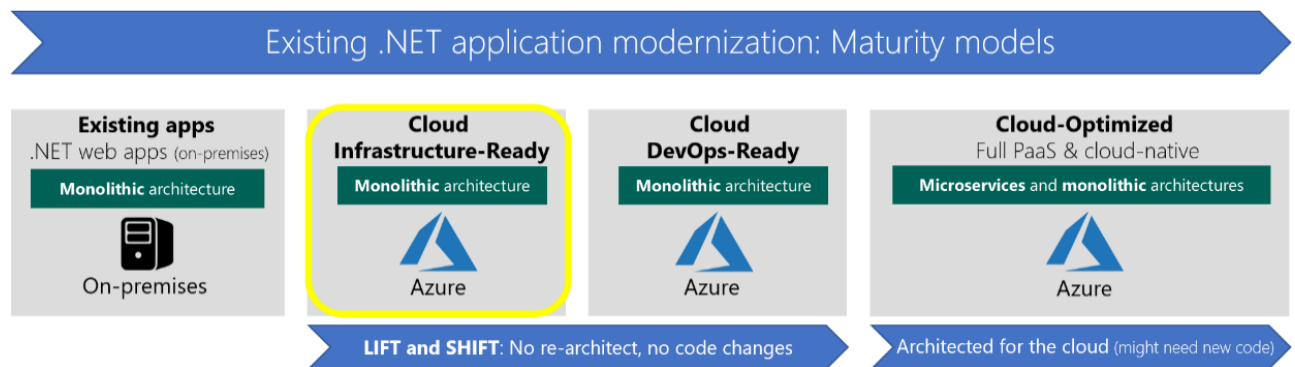 Existing .NET application modernization: Maturity models
Existing apps
.NET web apps (on-premises)
Monolithic architecture
On-premises
Cloud
Infrastructure-Ready
Monolithic architecture
Azure
Cloud
DevOps-Ready
Monolithic architecture
Azure
Cloud-Optimized
Full PaaS & cloud-native
Microservices and monolithic architectures
Azure
LIFT and SHIFT: No re-architect, no code changes
Architected for the cloud (might need new code)